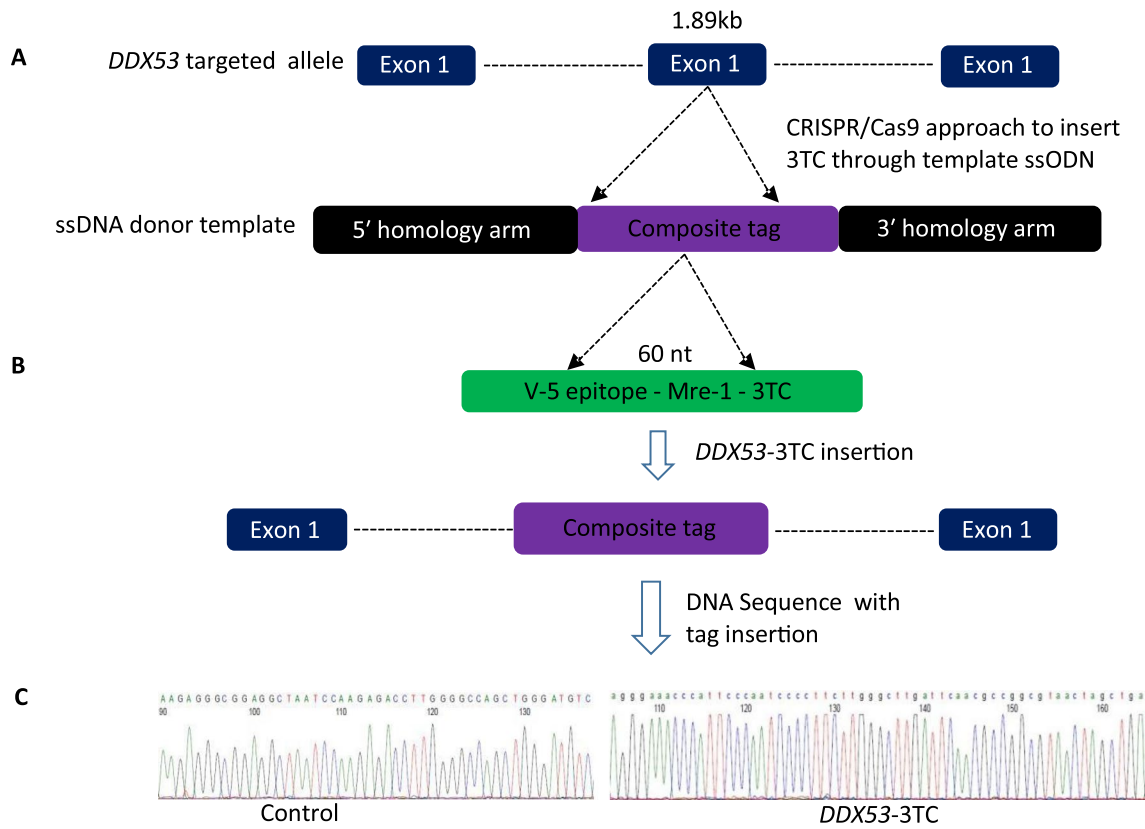 1.89kb
A
DDX53 targeted allele
Exon 1
Exon 1
Exon 1
CRISPR/Cas9 approach to insert
3TC through template ssODN
ssDNA donor template
5′ homology arm
Composite tag
3′ homology arm
B
60 nt
V-5 epitope - Mre-1 - 3TC
DDX53-3TC insertion
Exon 1
Composite tag
Exon 1
DNA Sequence with
tag insertion
C
AAGAGGGCGGAGGCTAATCCAAGAGACCTTGGGGGCCAGCTGGGATGTC
90 100 110 120 130
agggaaacccattcccaatccccttcttgggcttgattcaacgccggcgtaactagctga
110 120 130 140 150 160
Control
DDX53-3TC